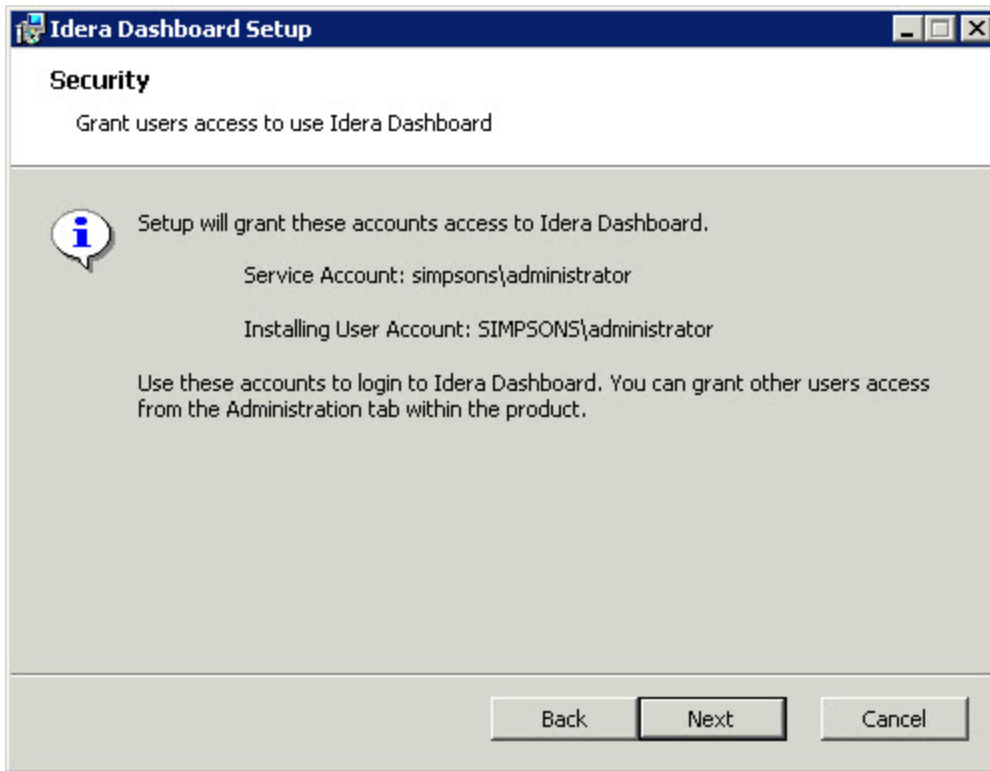 Idera Dashboard Setup
Security
Grant users access to use Idera Dashboard
Setup will grant these accounts access to Idera Dashboard.
Service Account: simpsons\administrator
Installing User Account: SIMPSONS\administrator
Use these accounts to login to Idera Dashboard. You can grant other users access
from the Administration tab within the product.
Back Next Cancel